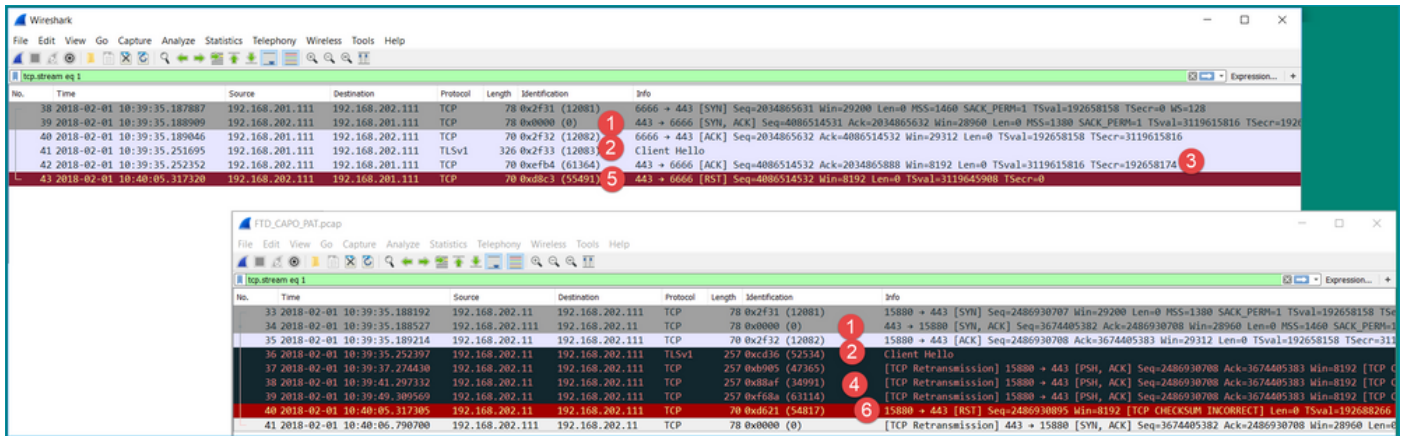 Wireshark
File Edit View Go Capture Analyze Statistics Telephony Wireless Tools Help
tcp.stream eq 1
Expression... +
No. Time Source Destination Protocol Length Identification Info
38 2018-02-01 10:39:35.187887 192.168.201.111 192.168.202.111 TCP 78 0x2f31 (12081) 6666 → 443 [SYN] Seq=2034865631 Win=29200 Len=0 MSS=1460 SACK_PERM=1 TSval=192658158 TSecr=0 WS=128
39 2018-02-01 10:39:35.188909 192.168.202.111 192.168.201.111 TCP 78 0x0000 (0) 1 443 → 6666 [SYN, ACK] Seq=4086514531 Ack=2034865632 Win=28960 Len=0 MSS=1380 SACK_PERM=1 TSval=3119615816 TSecr=1926
40 2018-02-01 10:39:35.189046 192.168.201.111 192.168.202.111 TCP 70 0x2f32 (12082) 6666 → 443 [ACK] Seq=2034865632 Ack=4086514532 Win=29312 Len=0 TSval=192658158 TSecr=3119615816
41 2018-02-01 10:39:35.251695 192.168.201.111 192.168.202.111 TLSv1 326 0x2f33 (12083) 2 Client Hello
42 2018-02-01 10:39:35.252352 192.168.202.111 192.168.201.111 TCP 70 0xefb4 (61364) 443 → 6666 [ACK] Seq=4086514532 Ack=2034865888 Win=8192 Len=0 TSval=3119615816 TSecr=192658174 3
43 2018-02-01 10:40:05.317320 192.168.202.111 192.168.201.111 TCP 70 0xd8c3 (55491) 5 443 → 6666 [RST] Seq=4086514532 Win=8192 Len=0 TSval=3119645908 TSecr=0
FTD_CAPO_PAT.pcap
File Edit View Go Capture Analyze Statistics Telephony Wireless Tools Help
tcp.stream eq 1
Expression... +
No. Time Source Destination Protocol Length Identification Info
33 2018-02-01 10:39:35.188192 192.168.202.11 192.168.202.111 TCP 78 0x2f31 (12081) 15880 → 443 [SYN] Seq=2486930707 Win=29200 Len=0 MSS=1380 SACK_PERM=1 TSval=192658158 TSe
34 2018-02-01 10:39:35.188527 192.168.202.111 192.168.202.11 TCP 78 0x0000 (0) 1 443 → 15880 [SYN, ACK] Seq=3674405382 Ack=2486930708 Win=28960 Len=0 MSS=1460 SACK_PERM=1
35 2018-02-01 10:39:35.189214 192.168.202.11 192.168.202.111 TCP 70 0x2f32 (12082) 15880 → 443 [ACK] Seq=2486930708 Ack=3674405383 Win=29312 Len=0 TSval=192658158 TSecr=311
36 2018-02-01 10:39:35.252397 192.168.202.11 192.168.202.111 TLSv1 257 0xcd36 (52534) 2 Client Hello
37 2018-02-01 10:39:37.274430 192.168.202.11 192.168.202.111 TCP 257 0xb905 (47365) [TCP Retransmission] 15880 → 443 [PSH, ACK] Seq=2486930708 Ack=3674405383 Win=8192 [TCP C
38 2018-02-01 10:39:41.297332 192.168.202.11 192.168.202.111 TCP 257 0x88af (34991) 4 [TCP Retransmission] 15880 → 443 [PSH, ACK] Seq=2486930708 Ack=3674405383 Win=8192 [TCP C
39 2018-02-01 10:39:49.309569 192.168.202.11 192.168.202.111 TCP 257 0xf68a (63114) [TCP Retransmission] 15880 → 443 [PSH, ACK] Seq=2486930708 Ack=3674405383 Win=8192 [TCP C
40 2018-02-01 10:40:05.317305 192.168.202.11 192.168.202.111 TCP 70 0xd621 (54817) 6 15880 → 443 [RST] Seq=2486930895 Win=8192 [TCP CHECKSUM INCORRECT] Len=0 TSval=192688266
41 2018-02-01 10:40:06.790700 192.168.202.111 192.168.202.11 TCP 78 0x0000 (0) [TCP Retransmission] 443 → 15880 [SYN, ACK] Seq=3674405382 Ack=2486930708 Win=28960 Len=0